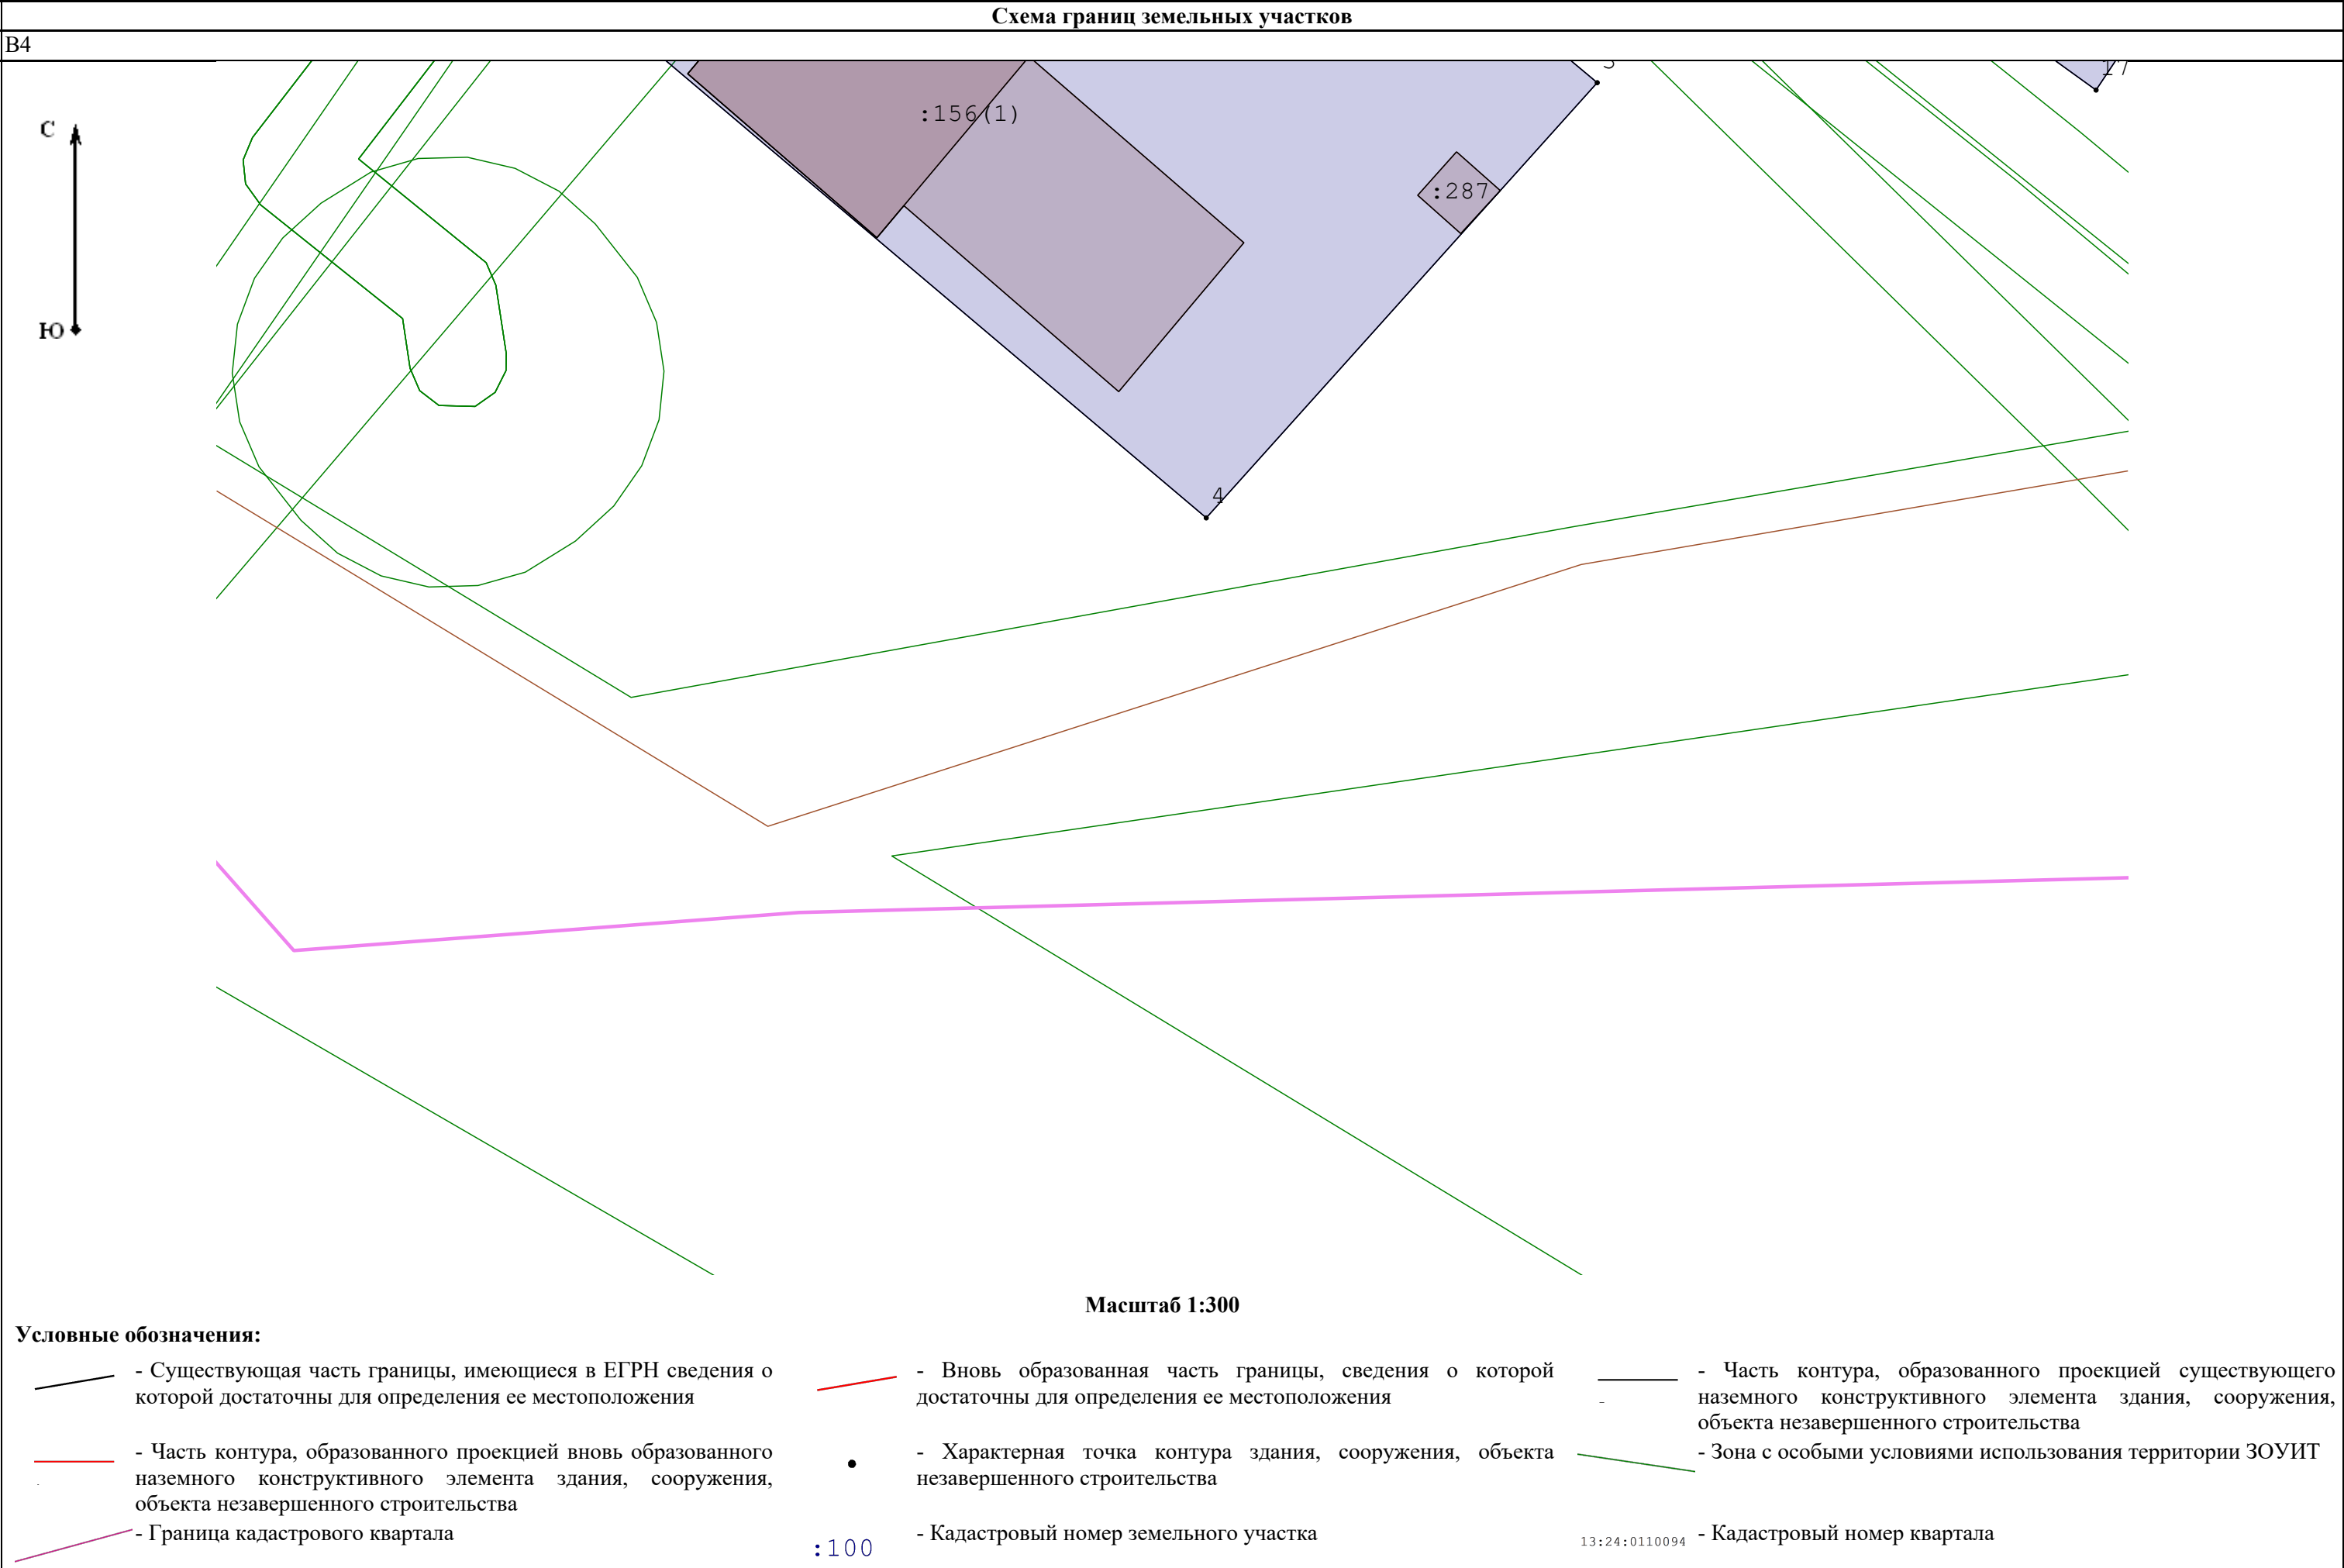 Схема границ земельных участков
В4
С
Ю
:156(1)
:287
4
17
Масштаб 1:300
Условные обозначения:
- Существующая часть границы, имеющиеся в ЕГРН сведения о
которой достаточны для определения ее местоположения
- Вновь образованная часть границы, сведения о которой
достаточны для определения ее местоположения
- Часть контура, образованного проекцией существующего
наземного конструктивного элемента здания, сооружения,
объекта незавершенного строительства
- Часть контура, образованного проекцией вновь образованного
наземного конструктивного элемента здания, сооружения,
объекта незавершенного строительства
- Характерная точка контура здания, сооружения, объекта
незавершенного строительства
- Зона с особыми условиями использования территории ЗОУИТ
- Граница кадастрового квартала
:100
- Кадастровый номер земельного участка
13:24:0110094
- Кадастровый номер квартала